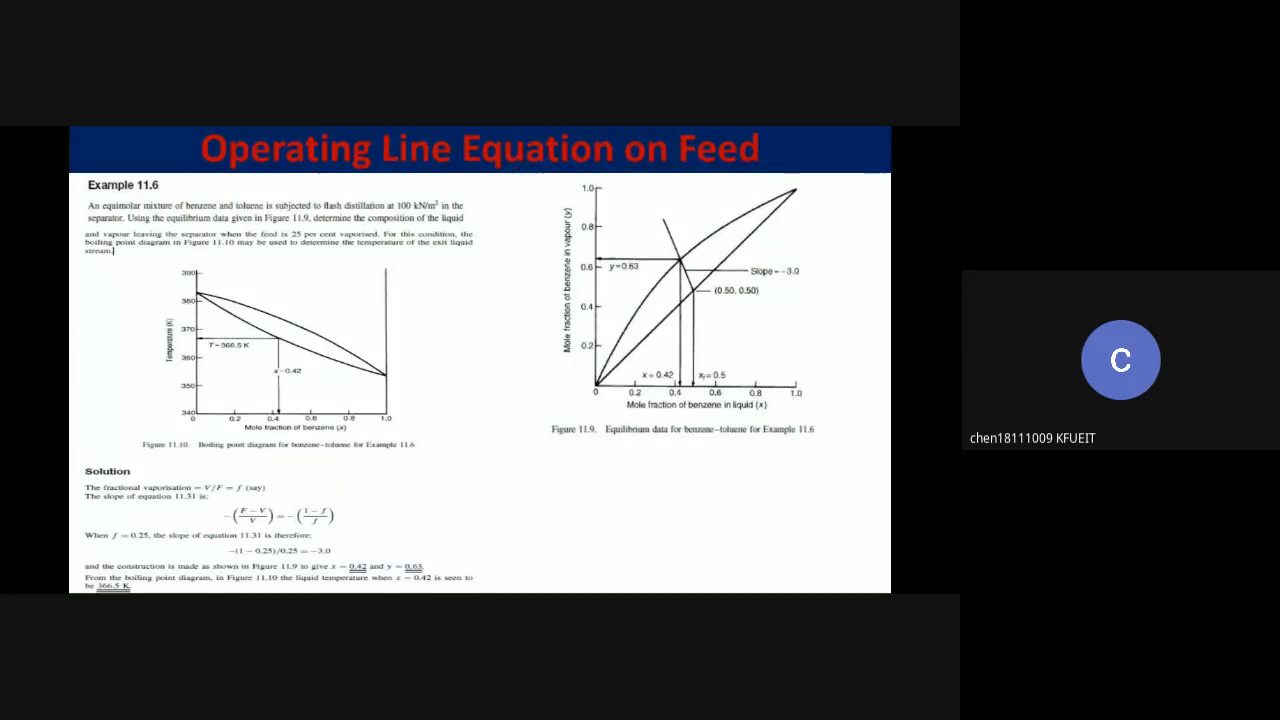 Operating Line Equation on Feed
Example 11.6
An equimolar mixture of benzene and toluene is subjected to flash distillation at 100 kN/m² in the
separator. Using the equilibrium data given in Figure 11.9, determine the composition of the liquid
and vapour leaving the separator when the feed is 25 per cent vaporised. For this condition, the
boiling point diagram in Figure 11.10 may be used to determine the temperature of the exit liquid
stream.
390
380
370
360
350
340
Temperature (K)
T = 366.5 K
x = 0.42
0 0.2 0.4 0.6 0.8 1.0
Mole fraction of benzene (x)
Figure 11.10. Boiling point diagram for benzene–toluene for Example 11.6
Solution
The fractional vaporisation = V/F = f (say)
The slope of equation 11.31 is:
−(F − V / V) = −(1 − f / f)
When f = 0.25, the slope of equation 11.31 is therefore:
−(1 − 0.25)/0.25 = −3.0
and the construction is made as shown in Figure 11.9 to give x = 0.42 and y = 0.63.
From the boiling point diagram, in Figure 11.10 the liquid temperature when x = 0.42 is seen to
be 366.5 K.
1.0
0.8
0.6
0.4
0.2
Mole fraction of benzene in vapour (y)
y=0.63
Slope = −3.0
(0.50, 0.50)
x = 0.42 xf = 0.5
0 0.2 0.4 0.6 0.8 1.0
Mole fraction of benzene in liquid (x)
Figure 11.9. Equilibrium data for benzene–toluene for Example 11.6
C
chen18111009 KFUEIT